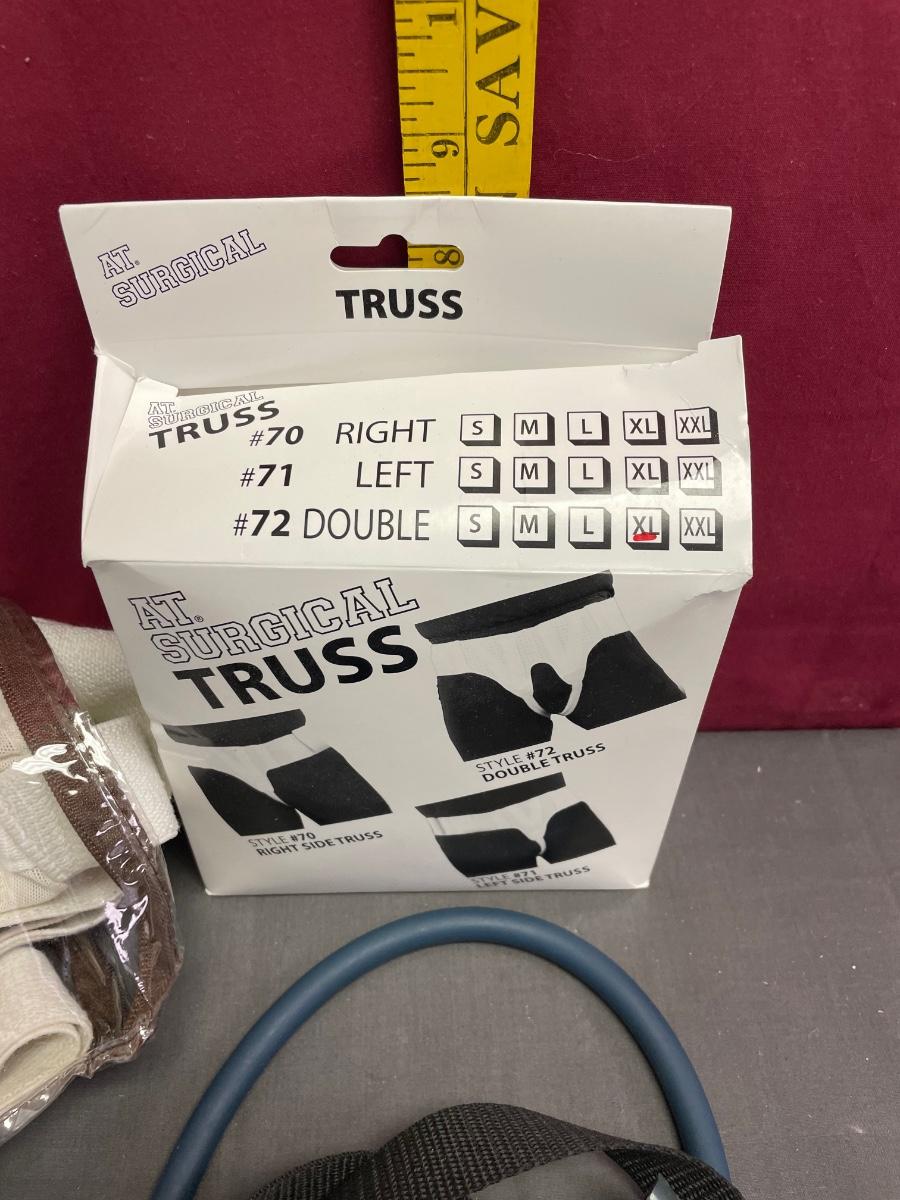 1
SAV
6
8
AT®
SURGICAL
TRUSS
AT
SURGICAL
TRUSS
#70 RIGHT S M L XL XXL
#71 LEFT S M L XL XXL
#72 DOUBLE S M L XL XXL
AT®
SURGICAL
TRUSS
STYLE #72
DOUBLE TRUSS
STYLE #70
RIGHT SIDE TRUSS
STYLE #71
LEFT SIDE TRUSS